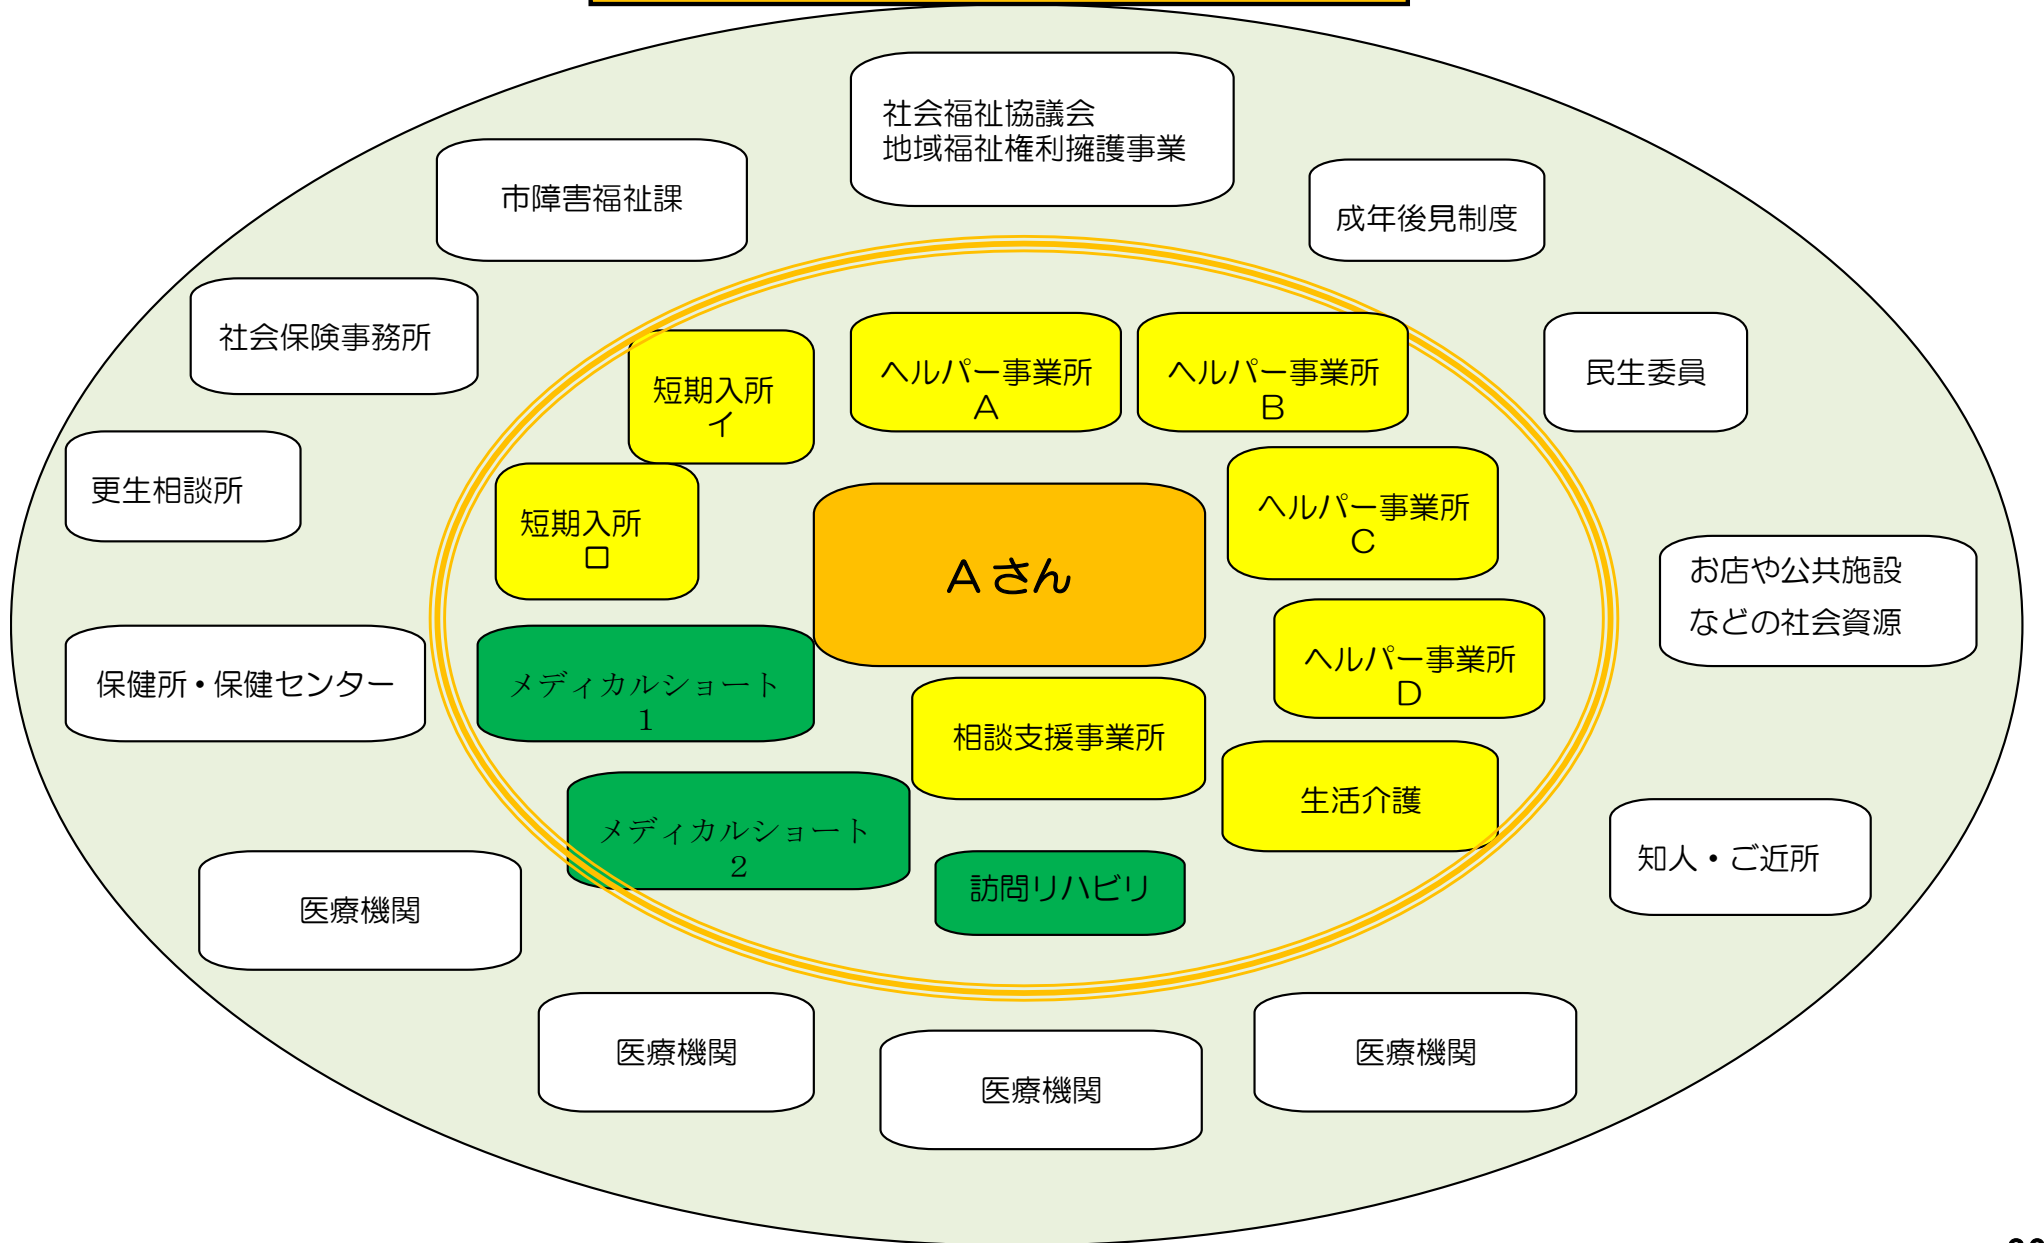 社会福祉協議会
地域福祉権利擁護事業
市障害福祉課
成年後見制度
社会保険事務所
民生委員
短期入所
イ
ヘルパー事業所
A
ヘルパー事業所
B
更生相談所
短期入所
ロ
ヘルパー事業所
C
Aさん
お店や公共施設
などの社会資源
保健所・保健センター
メディカルショート
1
ヘルパー事業所
D
相談支援事業所
生活介護
メディカルショート
2
訪問リハビリ
知人・ご近所
医療機関
医療機関
医療機関
医療機関